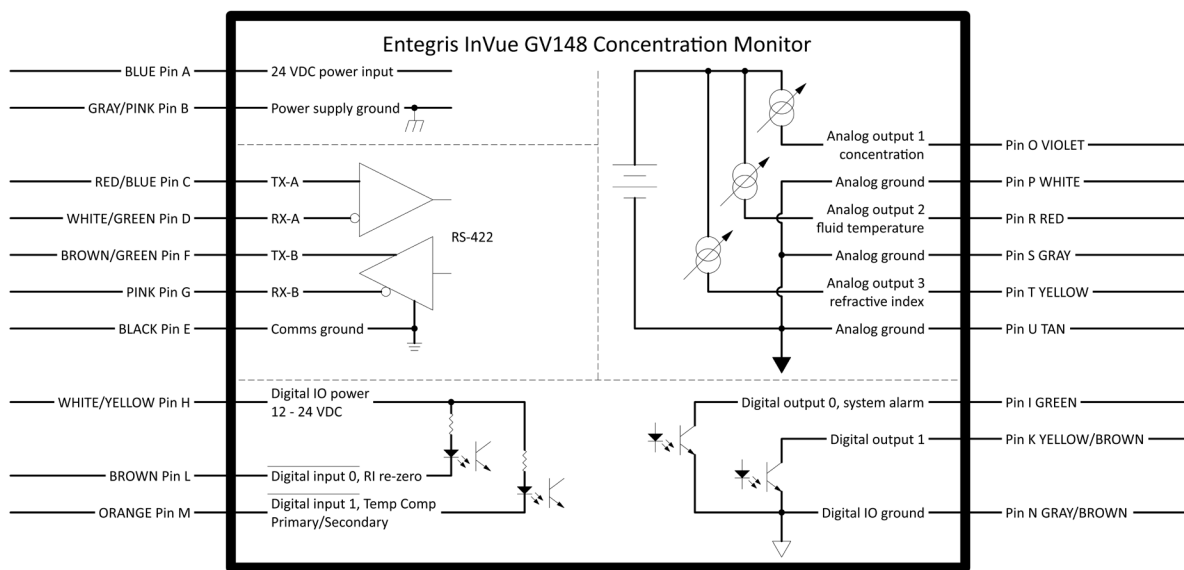 Entegris InVue GV148 Concentration Monitor
BLUE Pin A
24 VDC power input
GRAY/PINK Pin B
Power supply ground
RED/BLUE Pin C
TX-A
WHITE/GREEN Pin D
RX-A
BROWN/GREEN Pin F
TX-B
PINK Pin G
RX-B
RS-422
BLACK Pin E
Comms ground
Analog output 1
concentration
Pin O VIOLET
Analog ground
Pin P WHITE
Analog output 2
fluid temperature
Pin R RED
Analog ground
Pin S GRAY
Analog output 3
refractive index
Pin T YELLOW
Analog ground
Pin U TAN
WHITE/YELLOW Pin H
Digital IO power
12 - 24 VDC
BROWN Pin L
Digital input 0, RI re-zero
ORANGE Pin M
Digital input 1, Temp Comp
Primary/Secondary
Digital output 0, system alarm
Pin I GREEN
Digital output 1
Pin K YELLOW/BROWN
Digital IO ground
Pin N GRAY/BROWN